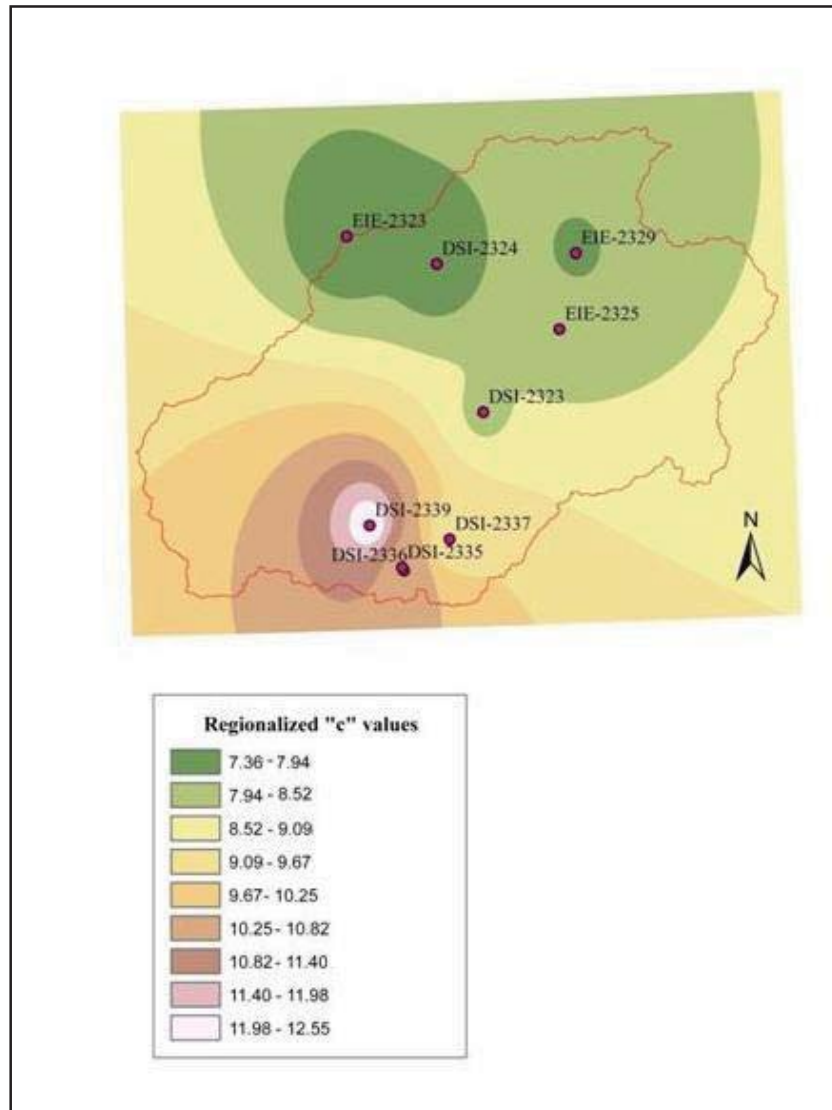 EIE-2323
DSI-2324
EIE-2329
EIE-2325
DSI-2323
DSI-2339
DSI-2337
DSI-2336
DSI-2335
N
Regionalized "c" values
7.36 - 7.94
7.94 - 8.52
8.52 - 9.09
9.09 - 9.67
9.67- 10.25
10.25 - 10.82
10.82 - 11.40
11.40 - 11.98
11.98 - 12.55